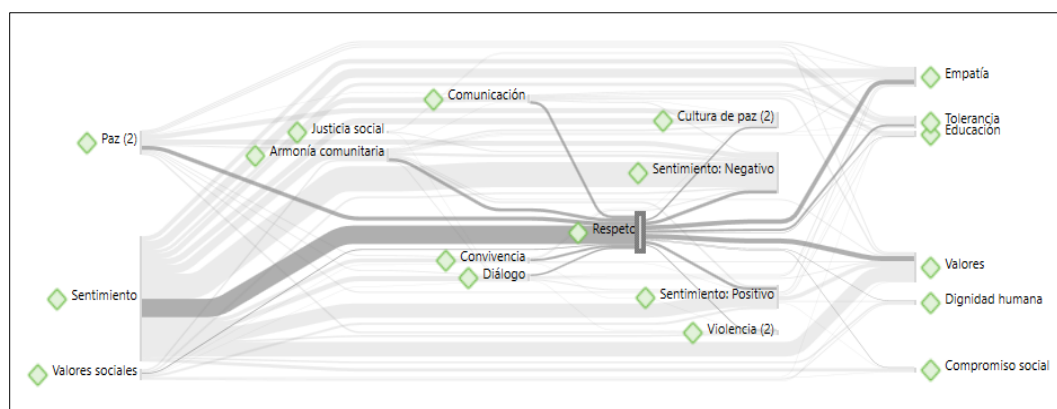 Empatía
Comunicación
Cultura de paz (2)
Tolerancia
Educación
Justicia social
Paz (2)
Armonía comunitaria
Sentimiento: Negativo
Respeto
Convivencia
Diálogo
Valores
Sentimiento
Sentimiento: Positivo
Dignidad humana
Violencia (2)
Compromiso social
Valores sociales